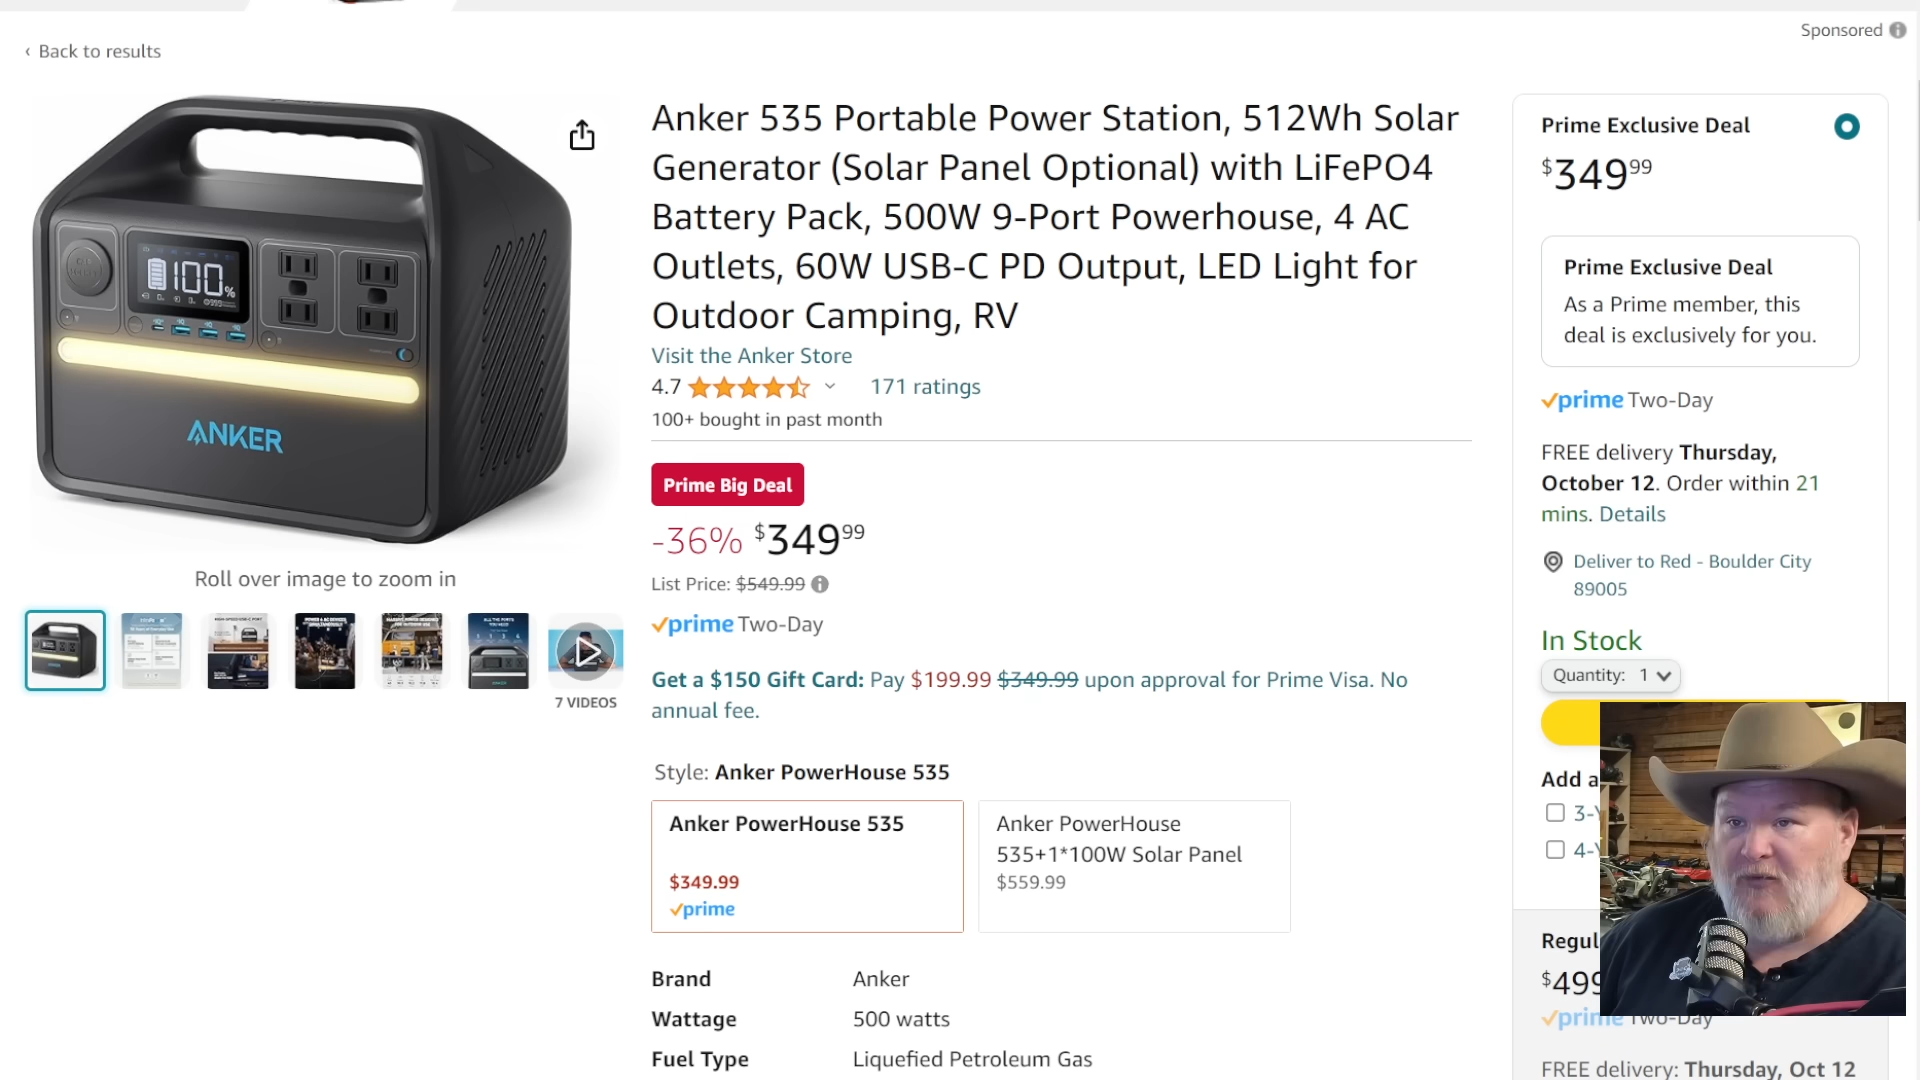 Sponsored
‹ Back to results
100%
ANKER
Roll over image to zoom in
7 VIDEOS
Anker 535 Portable Power Station, 512Wh Solar
Generator (Solar Panel Optional) with LiFePO4
Battery Pack, 500W 9-Port Powerhouse, 4 AC
Outlets, 60W USB-C PD Output, LED Light for
Outdoor Camping, RV
Visit the Anker Store
4.7
171 ratings
100+ bought in past month
Prime Big Deal
-36% $34999
List Price: $549.99
prime Two-Day
Get a $150 Gift Card: Pay $199.99 $349.99 upon approval for Prime Visa. No
annual fee.
Style: Anker PowerHouse 535
Anker PowerHouse 535
$349.99
prime
Anker PowerHouse
535+1*100W Solar Panel
$559.99
Brand Anker
Wattage 500 watts
Fuel Type Liquefied Petroleum Gas
Prime Exclusive Deal
$34999
Prime Exclusive Deal
As a Prime member, this
deal is exclusively for you.
prime Two-Day
FREE delivery Thursday,
October 12. Order within 21
mins. Details
Deliver to Red - Boulder City
89005
In Stock
Quantity: 1
Add a
3-
4-
Regul
$499
prime Two-Day
FREE delivery: Thursday, Oct 12